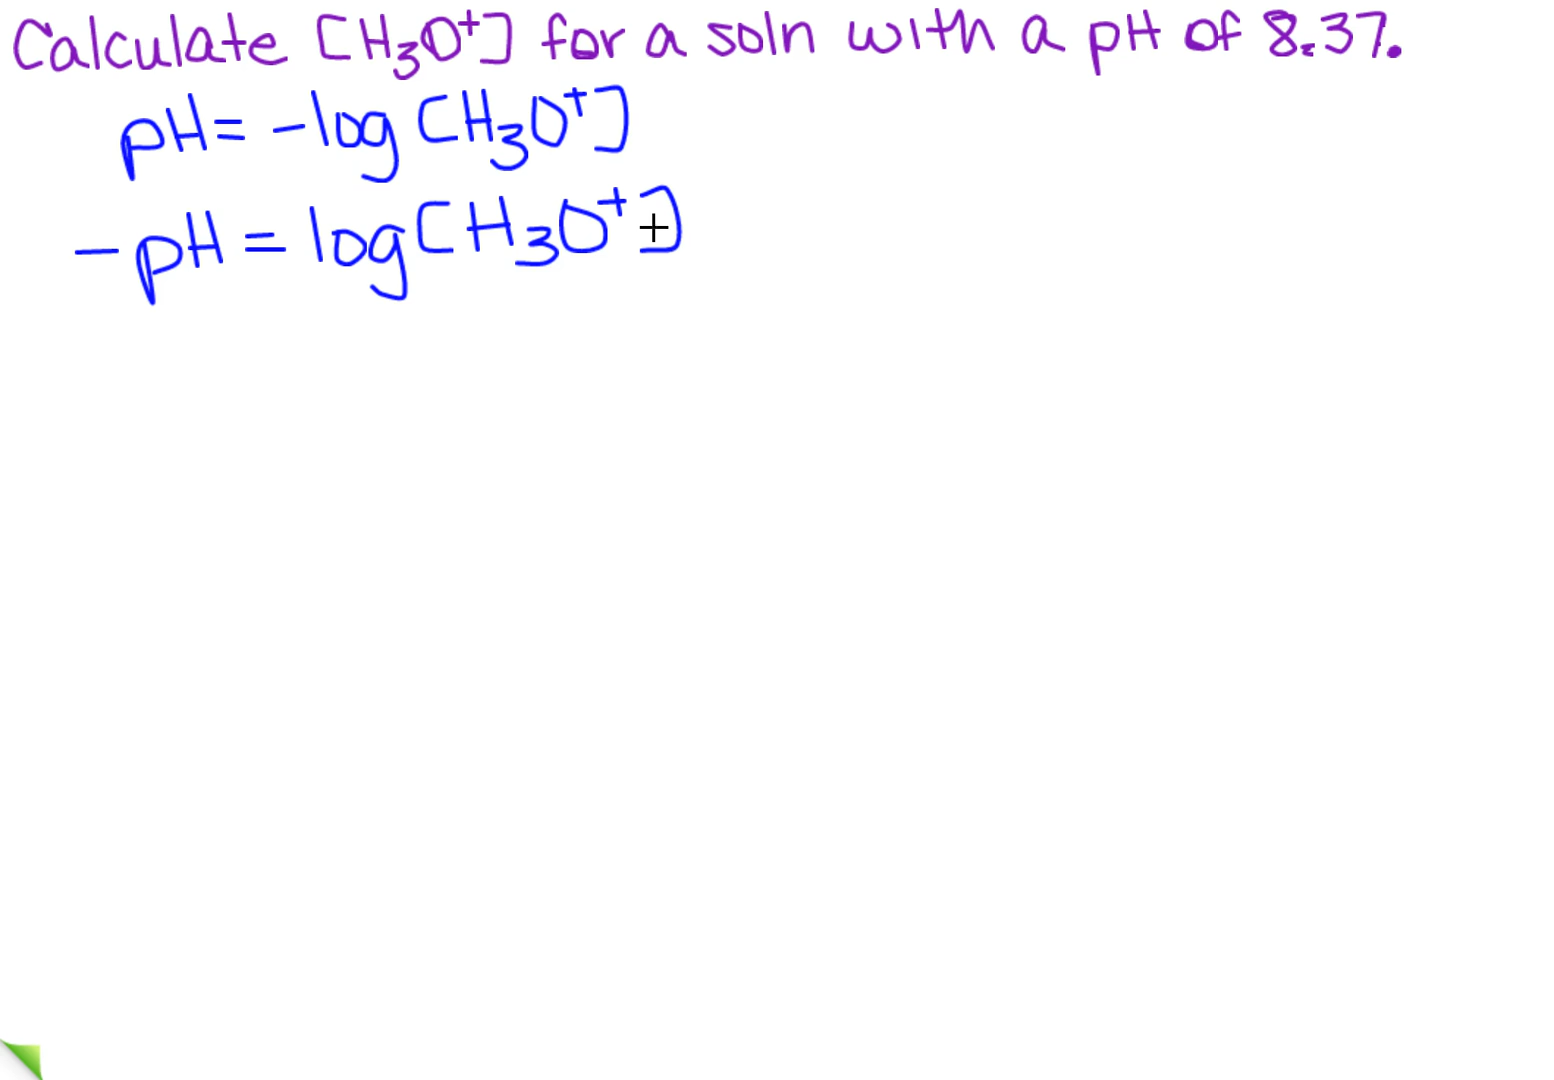 Calculate [H₃O⁺] for a soln with a pH of 8.37.
pH = -log [H₃O⁺]
-pH = log[H₃O⁺]